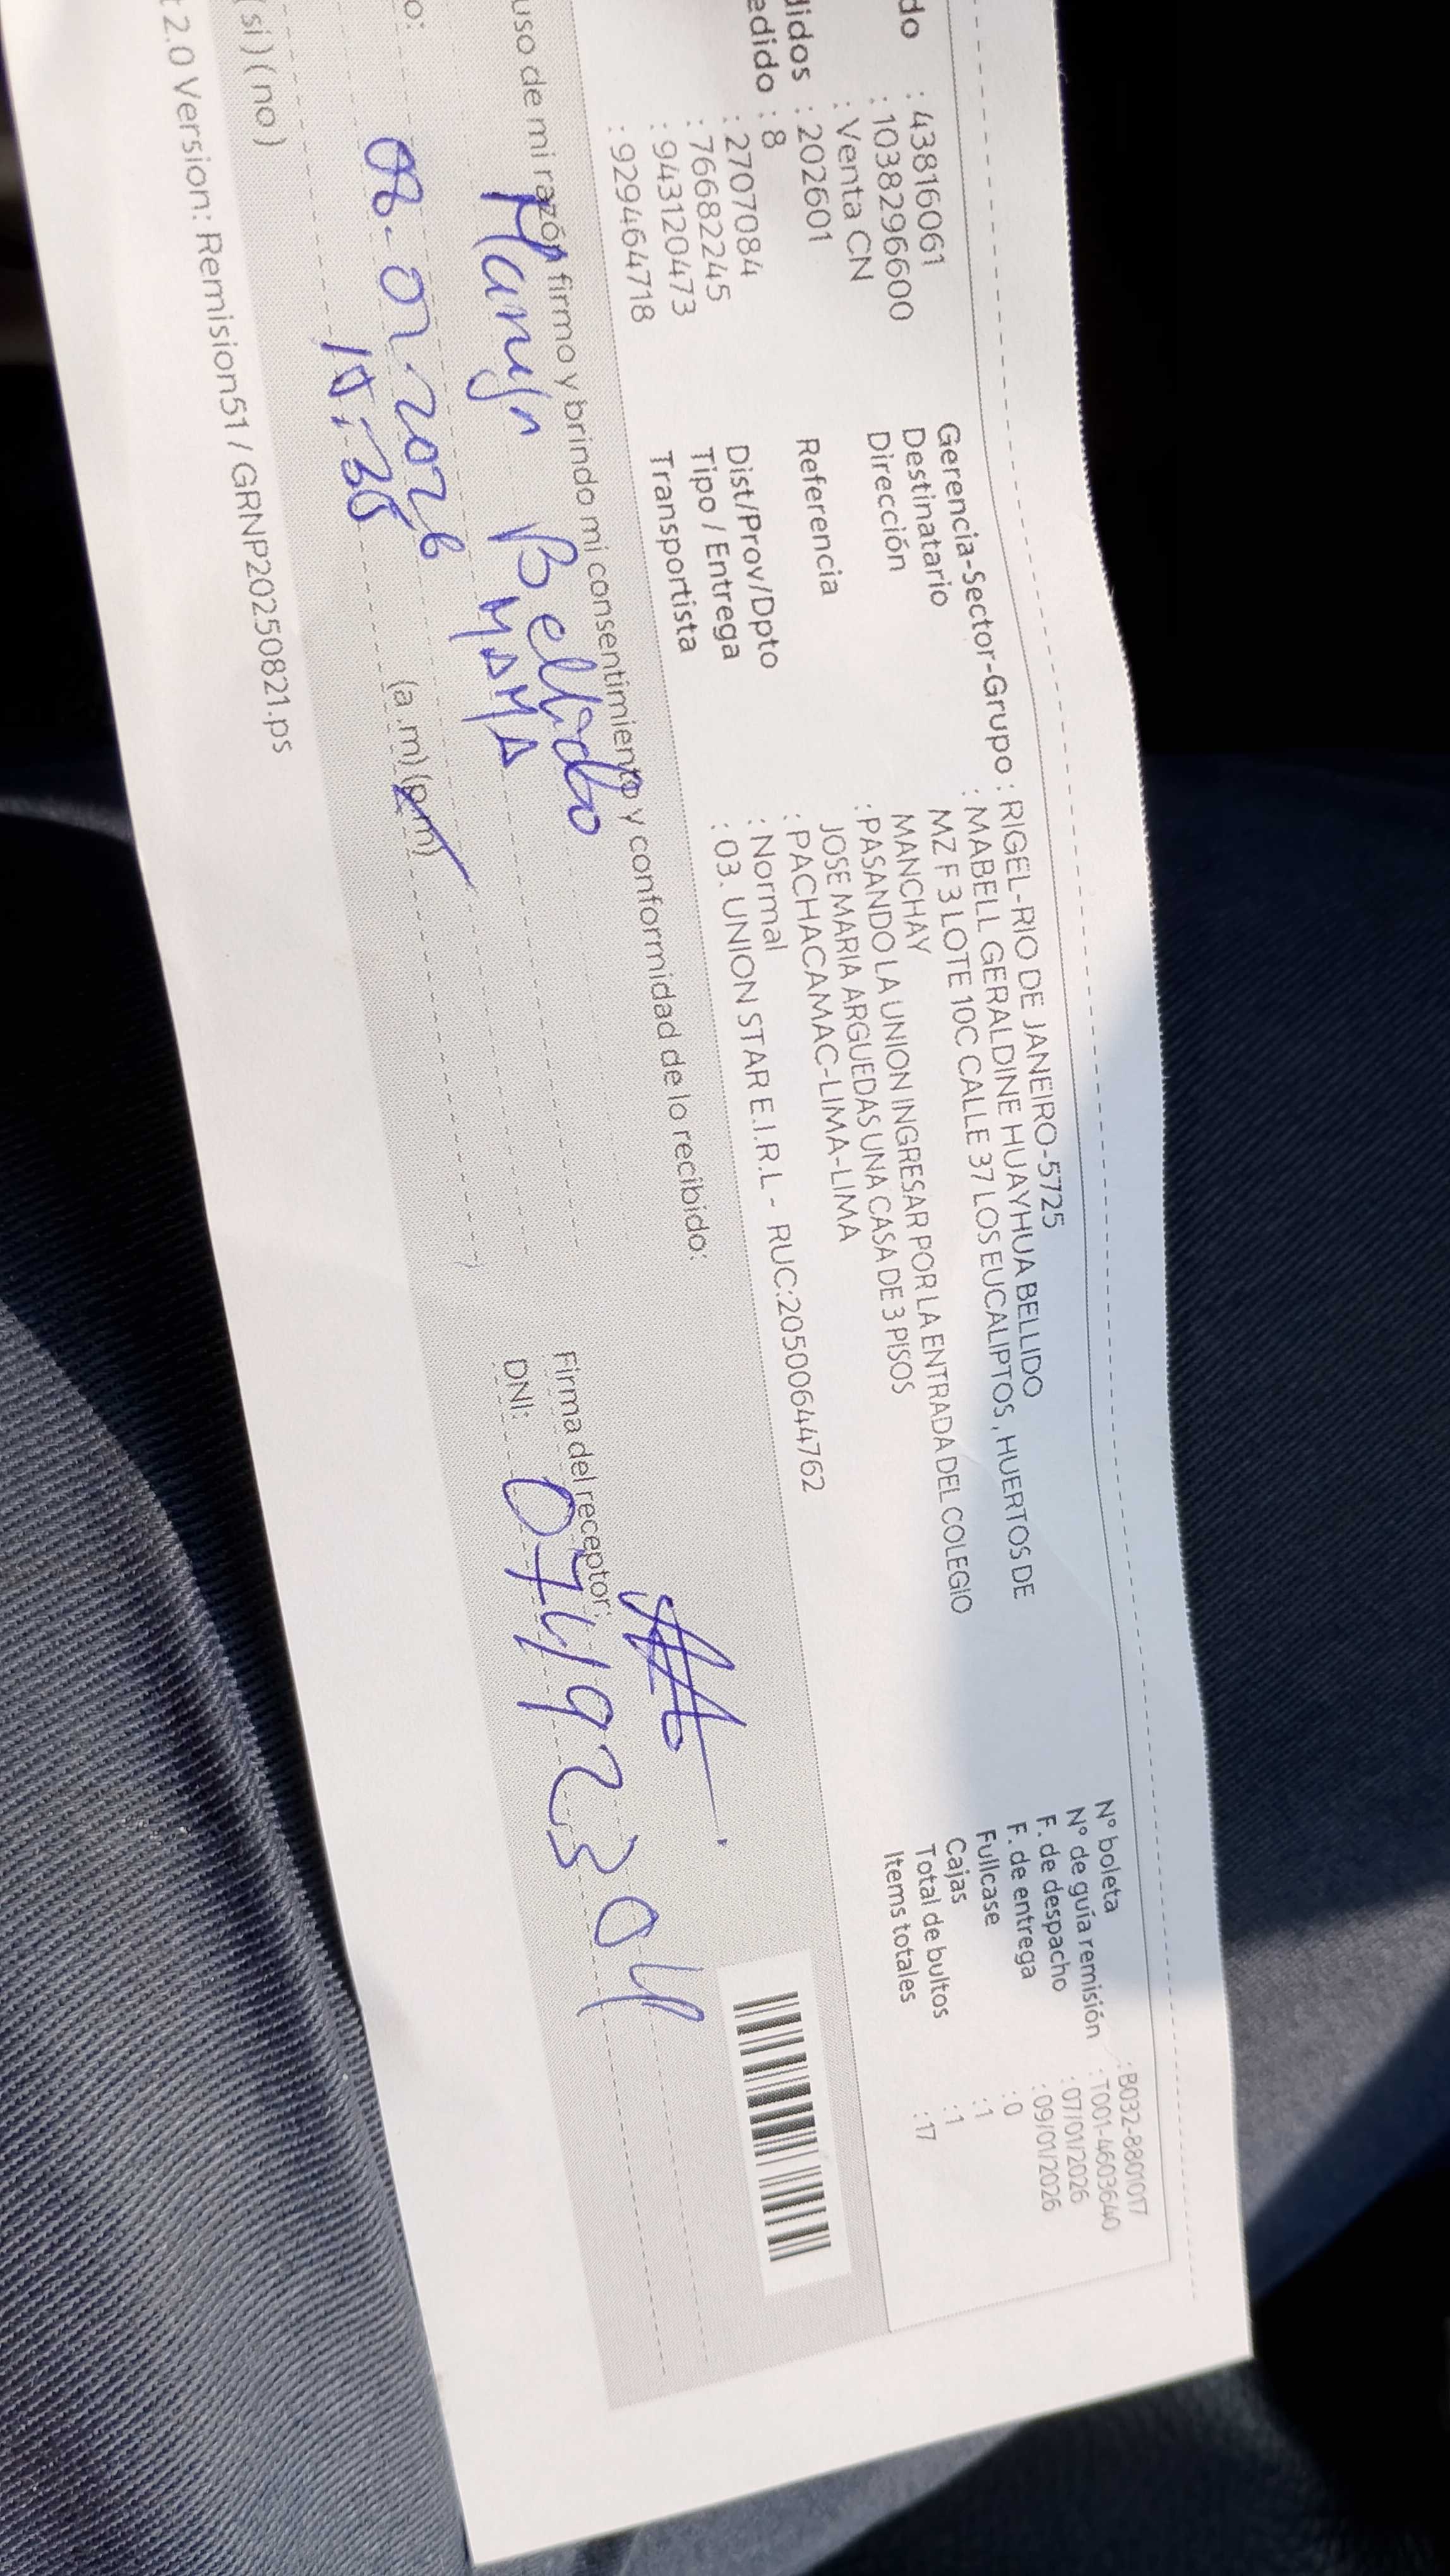 do : 43816061
: 1038296600
: Venta CN
didos : 202601
edido : 8
: 2707084
: 76682245
: 943120473
: 929464718
Gerencia-Sector-Grupo : RIGEL-RIO DE JANEIRO-5725
Destinatario : MABELL GERALDINE HUAYHUA BELLIDO
Dirección MZ F 3 LOTE 10C CALLE 37 LOS EUCALIPTOS , HUERTOS DE
MANCHAY
Referencia : PASANDO LA UNION INGRESAR POR LA ENTRADA DEL COLEGIO
JOSE MARIA ARGUEDAS UNA CASA DE 3 PISOS
Dist/Prov/Dpto : PACHACAMAC-LIMA-LIMA
Tipo / Entrega : Normal
Transportista : 03. UNION STAR E.I.R.L - RUC:20500644762
N° boleta : B032-8801017
N° de guía remisión : T001-4603640
F. de despacho : 07/01/2026
F. de entrega : 09/01/2026
Fullcase : 0
Cajas : 1
Total de bultos : 1
Items totales : 17
uso de mi razón firmo y brindo mi consentimiento y conformidad de lo recibido:
Bellido
MAMA
Firma del receptor:
DNI: 07492304
o: 08-01-2026
(a.m)(p.m)
(si)(no)
2.0 Version: Remision51 / GRNP20250821.ps